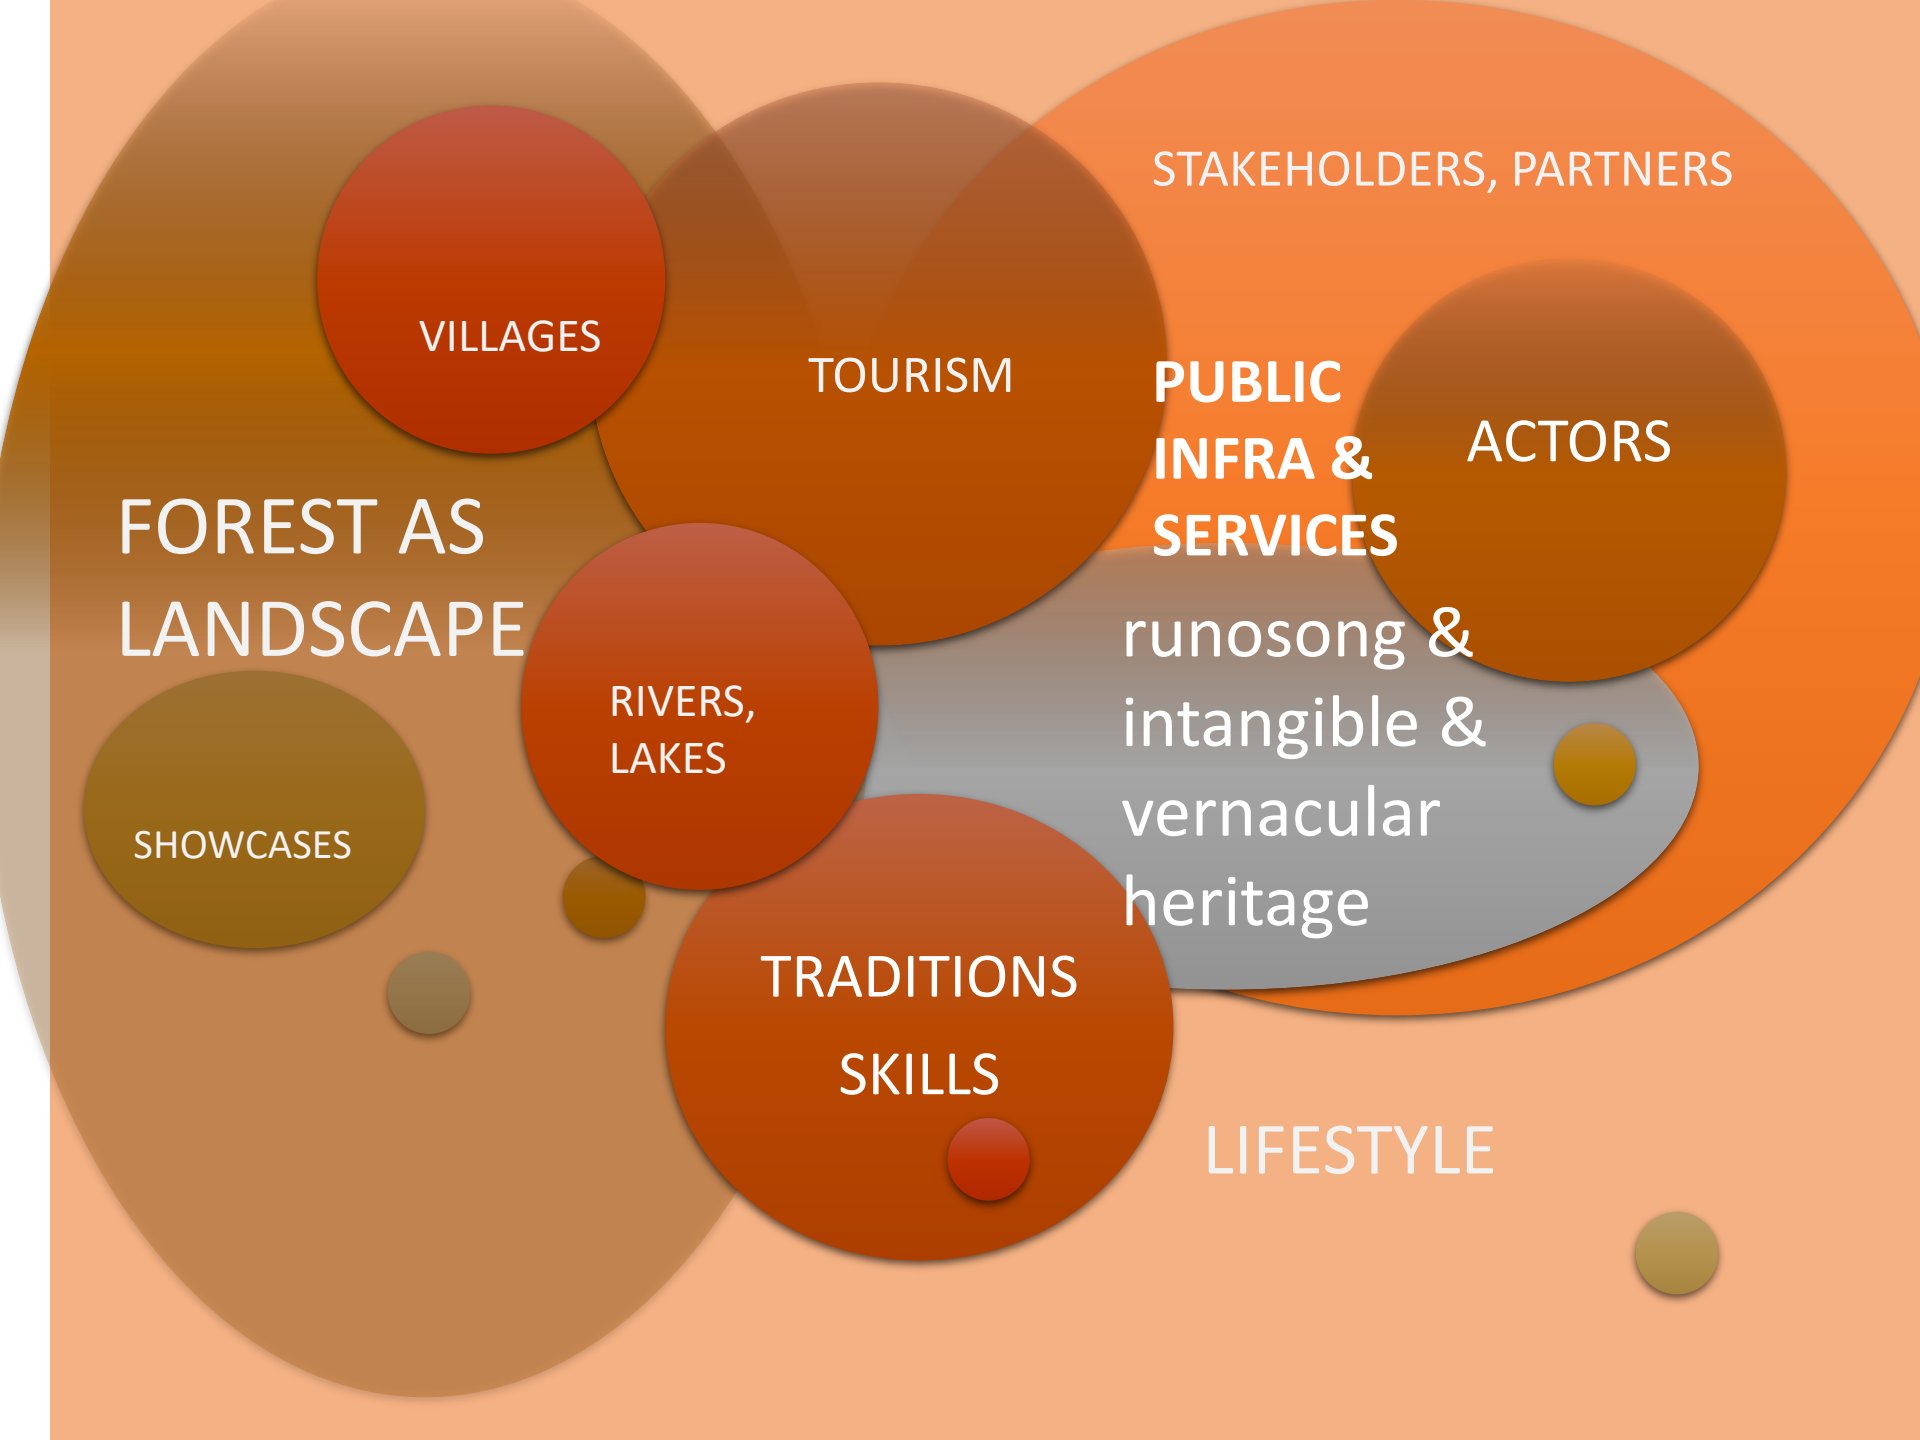 STAKEHOLDERS, PARTNERS
VILLAGES
TOURISM
PUBLIC
INFRA &
SERVICES
ACTORS
FOREST AS
LANDSCAPE
runosong &
intangible &
vernacular
heritage
RIVERS,
LAKES
SHOWCASES
TRADITIONS
SKILLS
LIFESTYLE